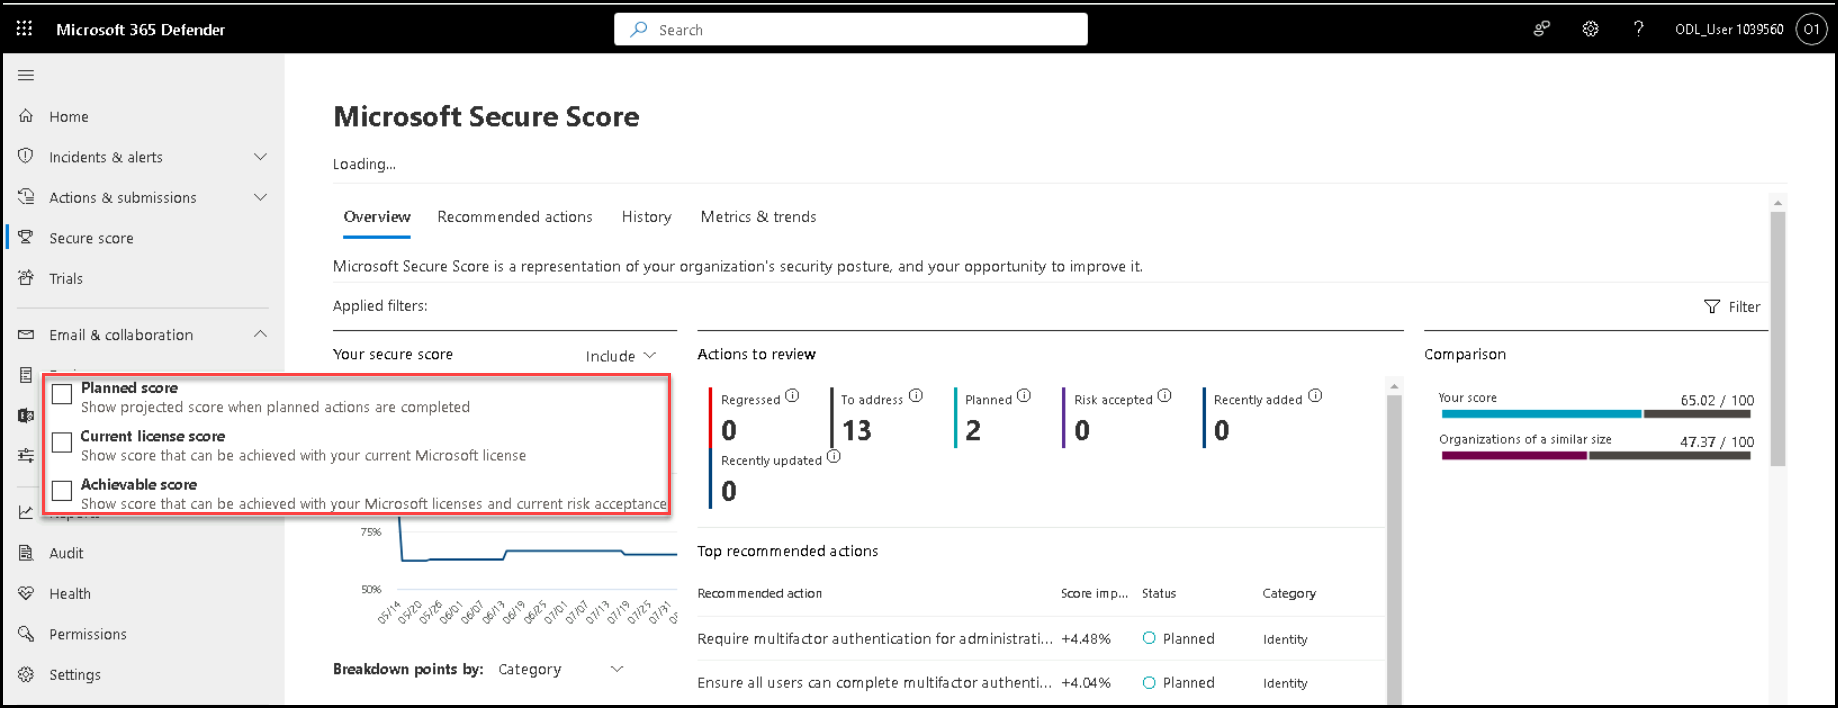 Microsoft 365 Defender
Search
ODL_User 1039560
O1
Home
Incidents & alerts
Actions & submissions
Secure score
Trials
Email & collaboration
Audit
Health
Permissions
Settings
Microsoft Secure Score
Loading...
Overview Recommended actions History Metrics & trends
Microsoft Secure Score is a representation of your organization's security posture, and your opportunity to improve it.
Applied filters:
Filter
Your secure score
Include
Planned score
Show projected score when planned actions are completed
Current license score
Show score that can be achieved with your current Microsoft license
Achievable score
Show score that can be achieved with your Microsoft licenses and current risk acceptance
75%
50%
05/14 05/20 05/26 06/01 06/07 06/13 06/19 06/25 07/01 07/07 07/13 07/19 07/25 07/31
Breakdown points by: Category
Actions to review
Regressed
0
To address
13
Planned
2
Risk accepted
0
Recently added
0
Recently updated
0
Top recommended actions
Recommended action Score imp... Status Category
Require multifactor authentication for administrati... +4.48% Planned Identity
Ensure all users can complete multifactor authenti... +4.04% Planned Identity
Comparison
Your score 65.02 / 100
Organizations of a similar size 47.37 / 100